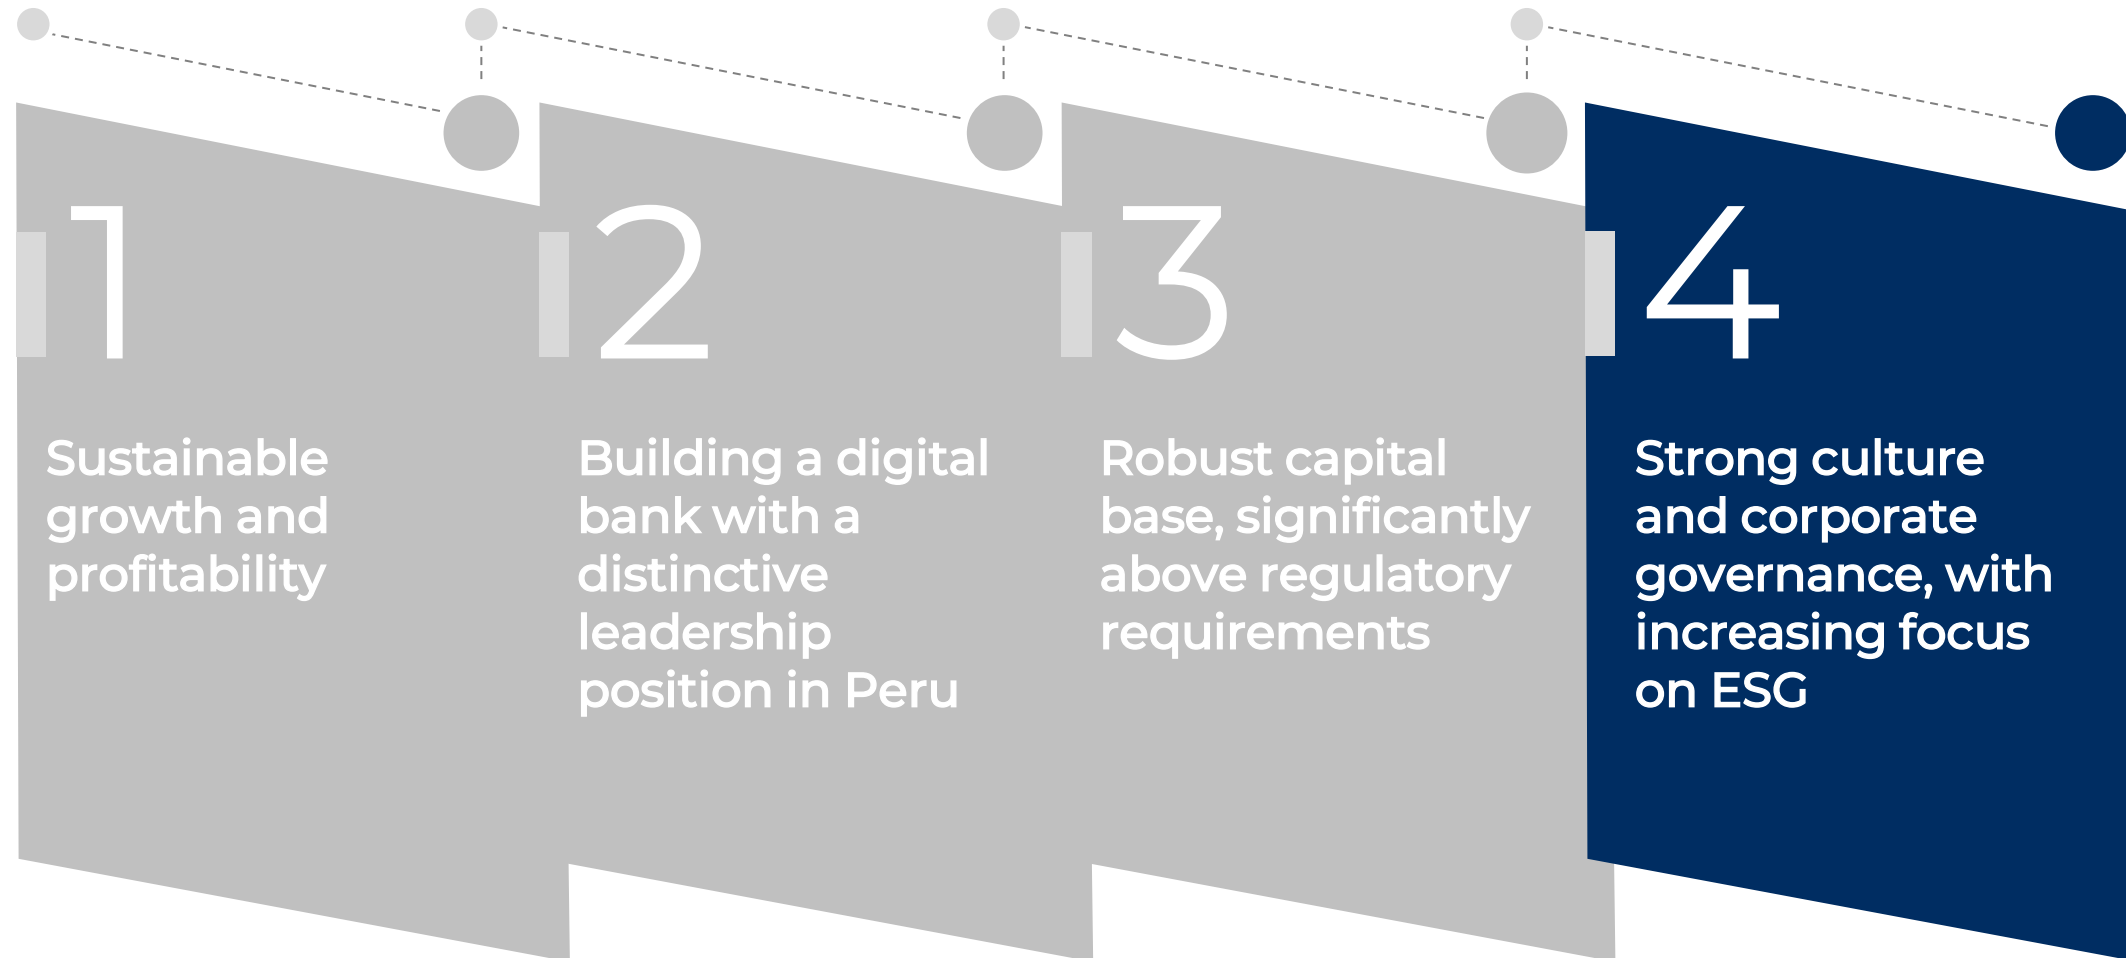 1
Sustainable
growth and
profitability
2
Building a digital
bank with a
distinctive
leadership
position in Peru
3
Robust capital
base, significantly
above regulatory
requirements
4
Strong culture
and corporate
governance, with
increasing focus
on ESG